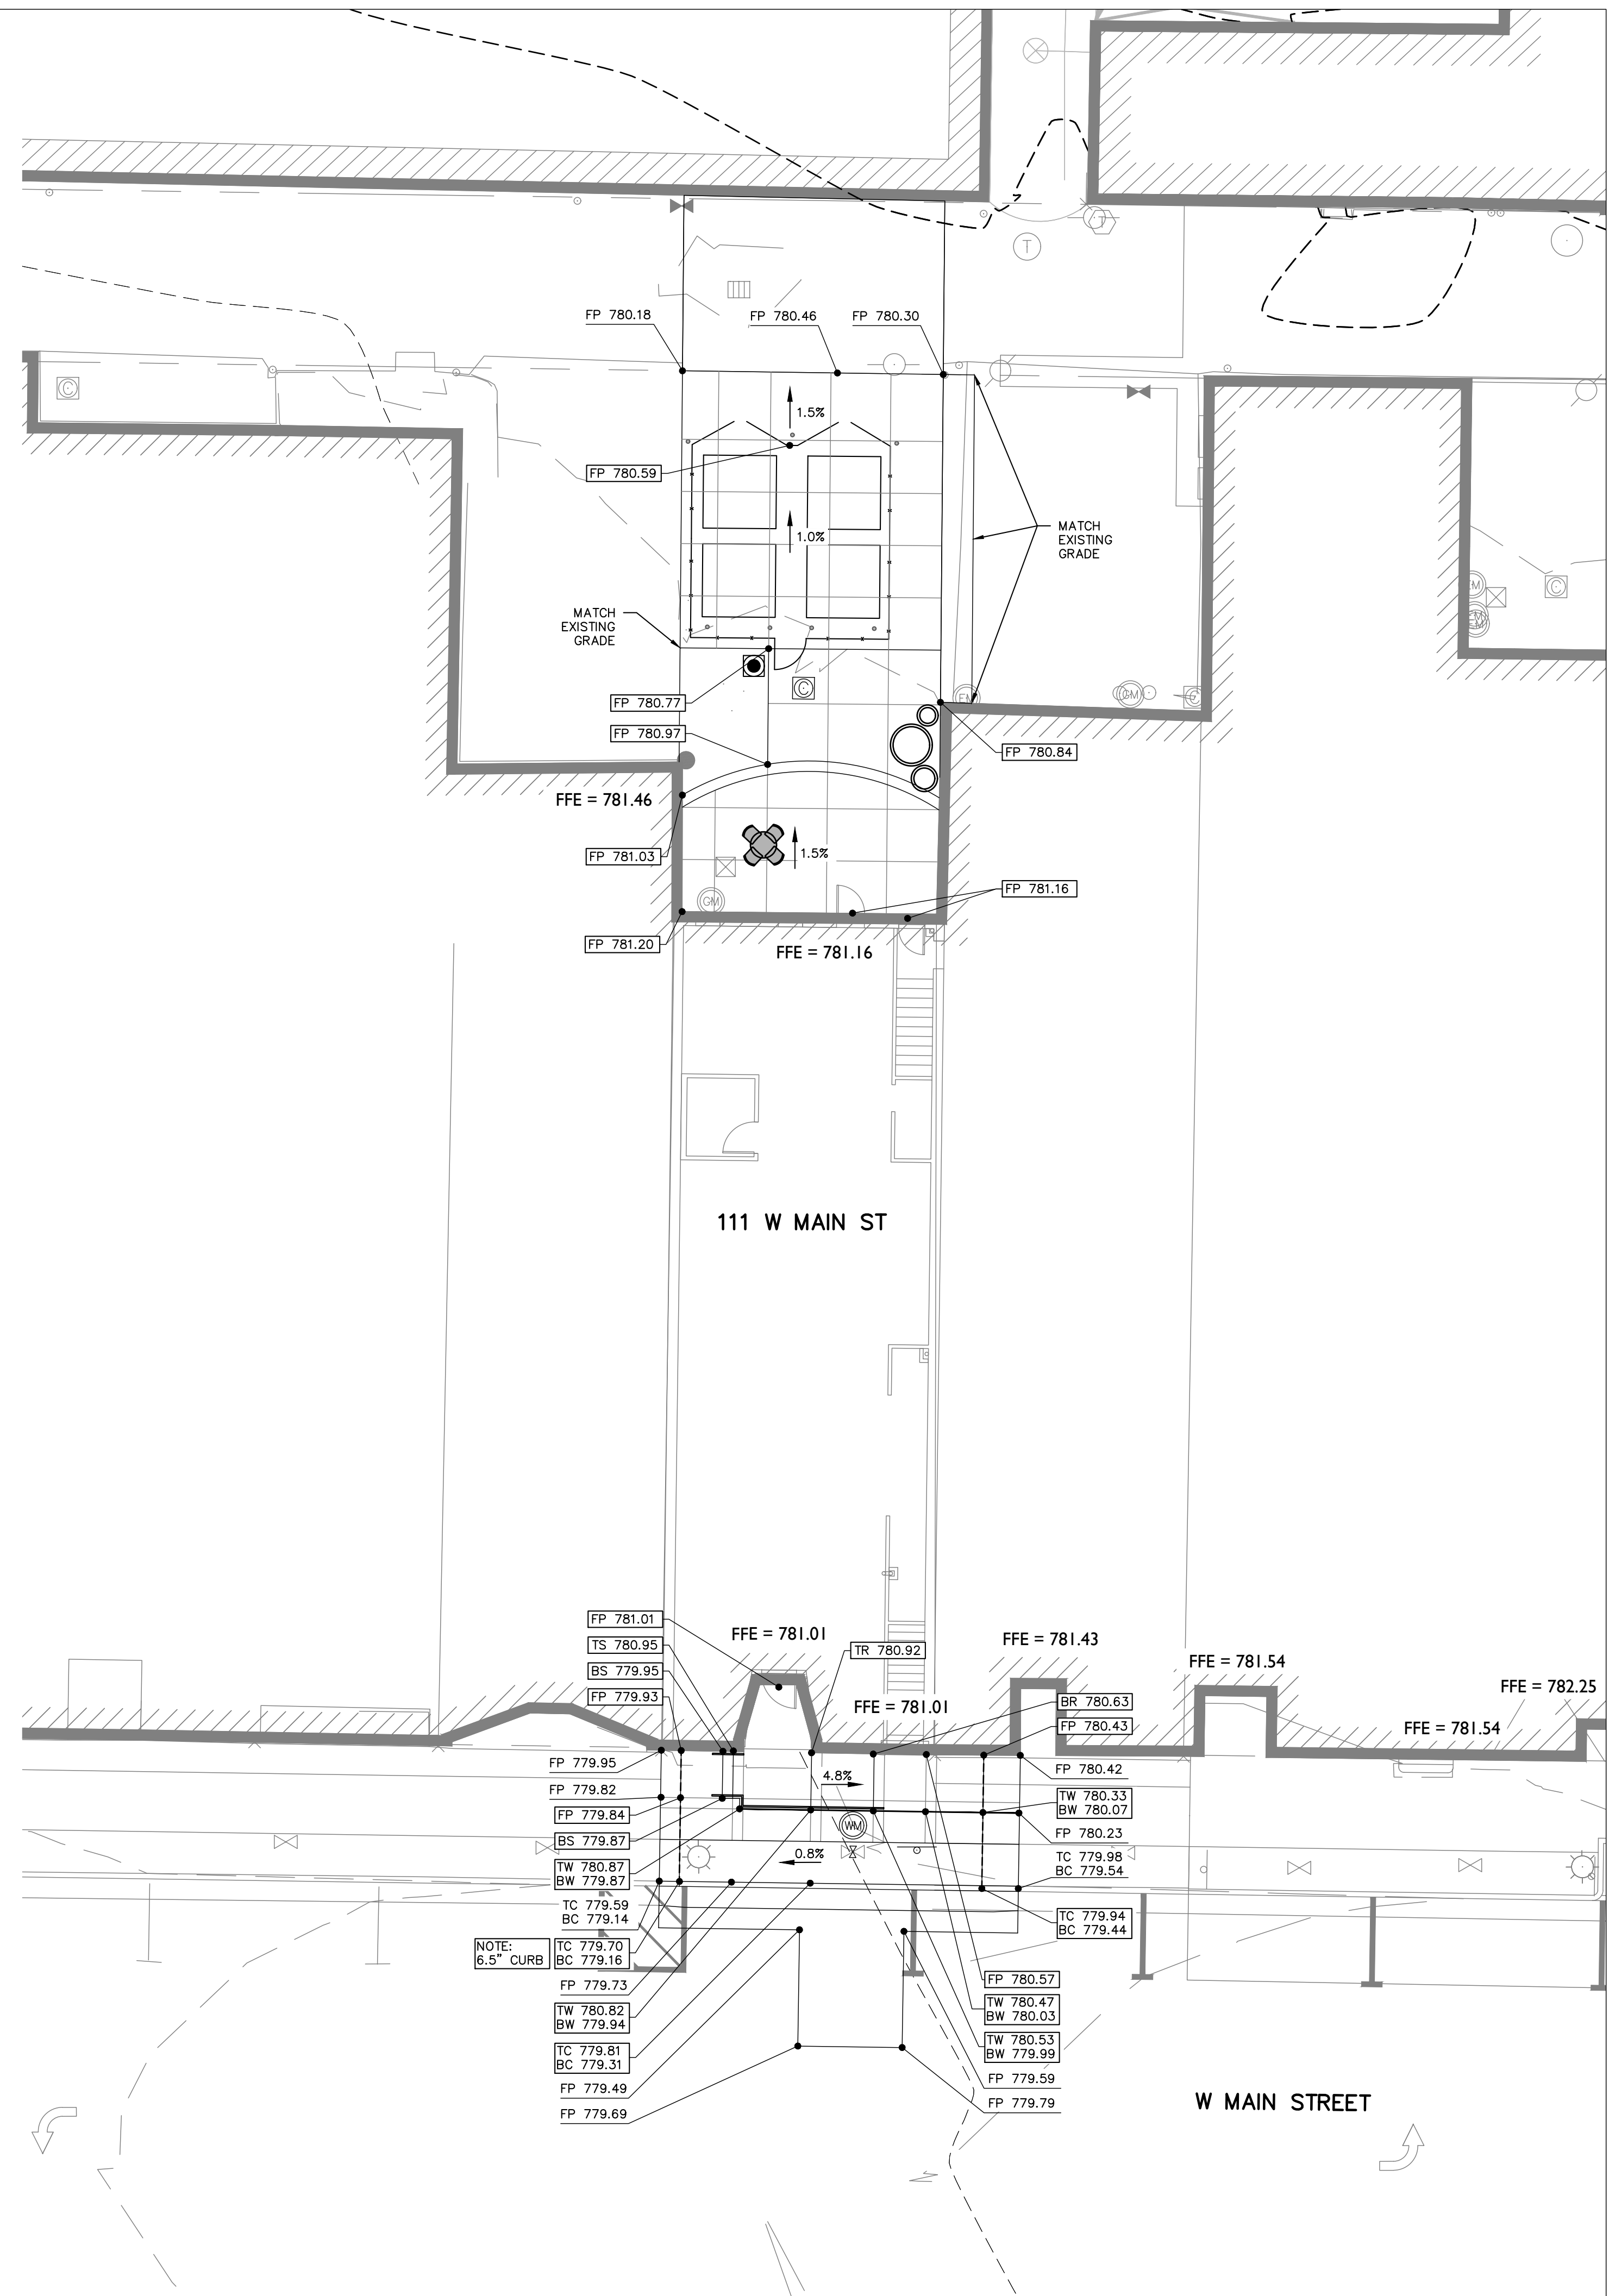 T
T
FP 780.18
FP 780.46
FP 780.30
1.5%
C
FP 780.59
1.0%
MATCH
EXISTING
GRADE
MATCH
EXISTING
GRADE
C
C
EM
GM
FP 780.77
FP 780.97
FP 780.84
FFE = 781.46
FP 781.03
1.5%
FP 781.16
GM
FP 781.20
FFE = 781.16
111 W MAIN ST
FP 781.01
TS 780.95
BS 779.95
FP 779.93
FFE = 781.01
TR 780.92
FFE = 781.43
FFE = 781.54
FFE = 782.25
FFE = 781.01
BR 780.63
FP 780.43
FFE = 781.54
FP 779.95
4.8%
FP 780.42
FP 779.82
TW 780.33
BW 780.07
FP 779.84
WM
FP 780.23
BS 779.87
0.8%
TC 779.98
BC 779.54
TW 780.87
BW 779.87
TC 779.59
BC 779.14
TC 779.94
BC 779.44
NOTE:
6.5" CURB
TC 779.70
BC 779.16
FP 779.73
FP 780.57
TW 780.82
BW 779.94
TW 780.47
BW 780.03
TC 779.81
BC 779.31
TW 780.53
BW 779.99
FP 779.49
FP 779.59
FP 779.69
FP 779.79
W MAIN STREET